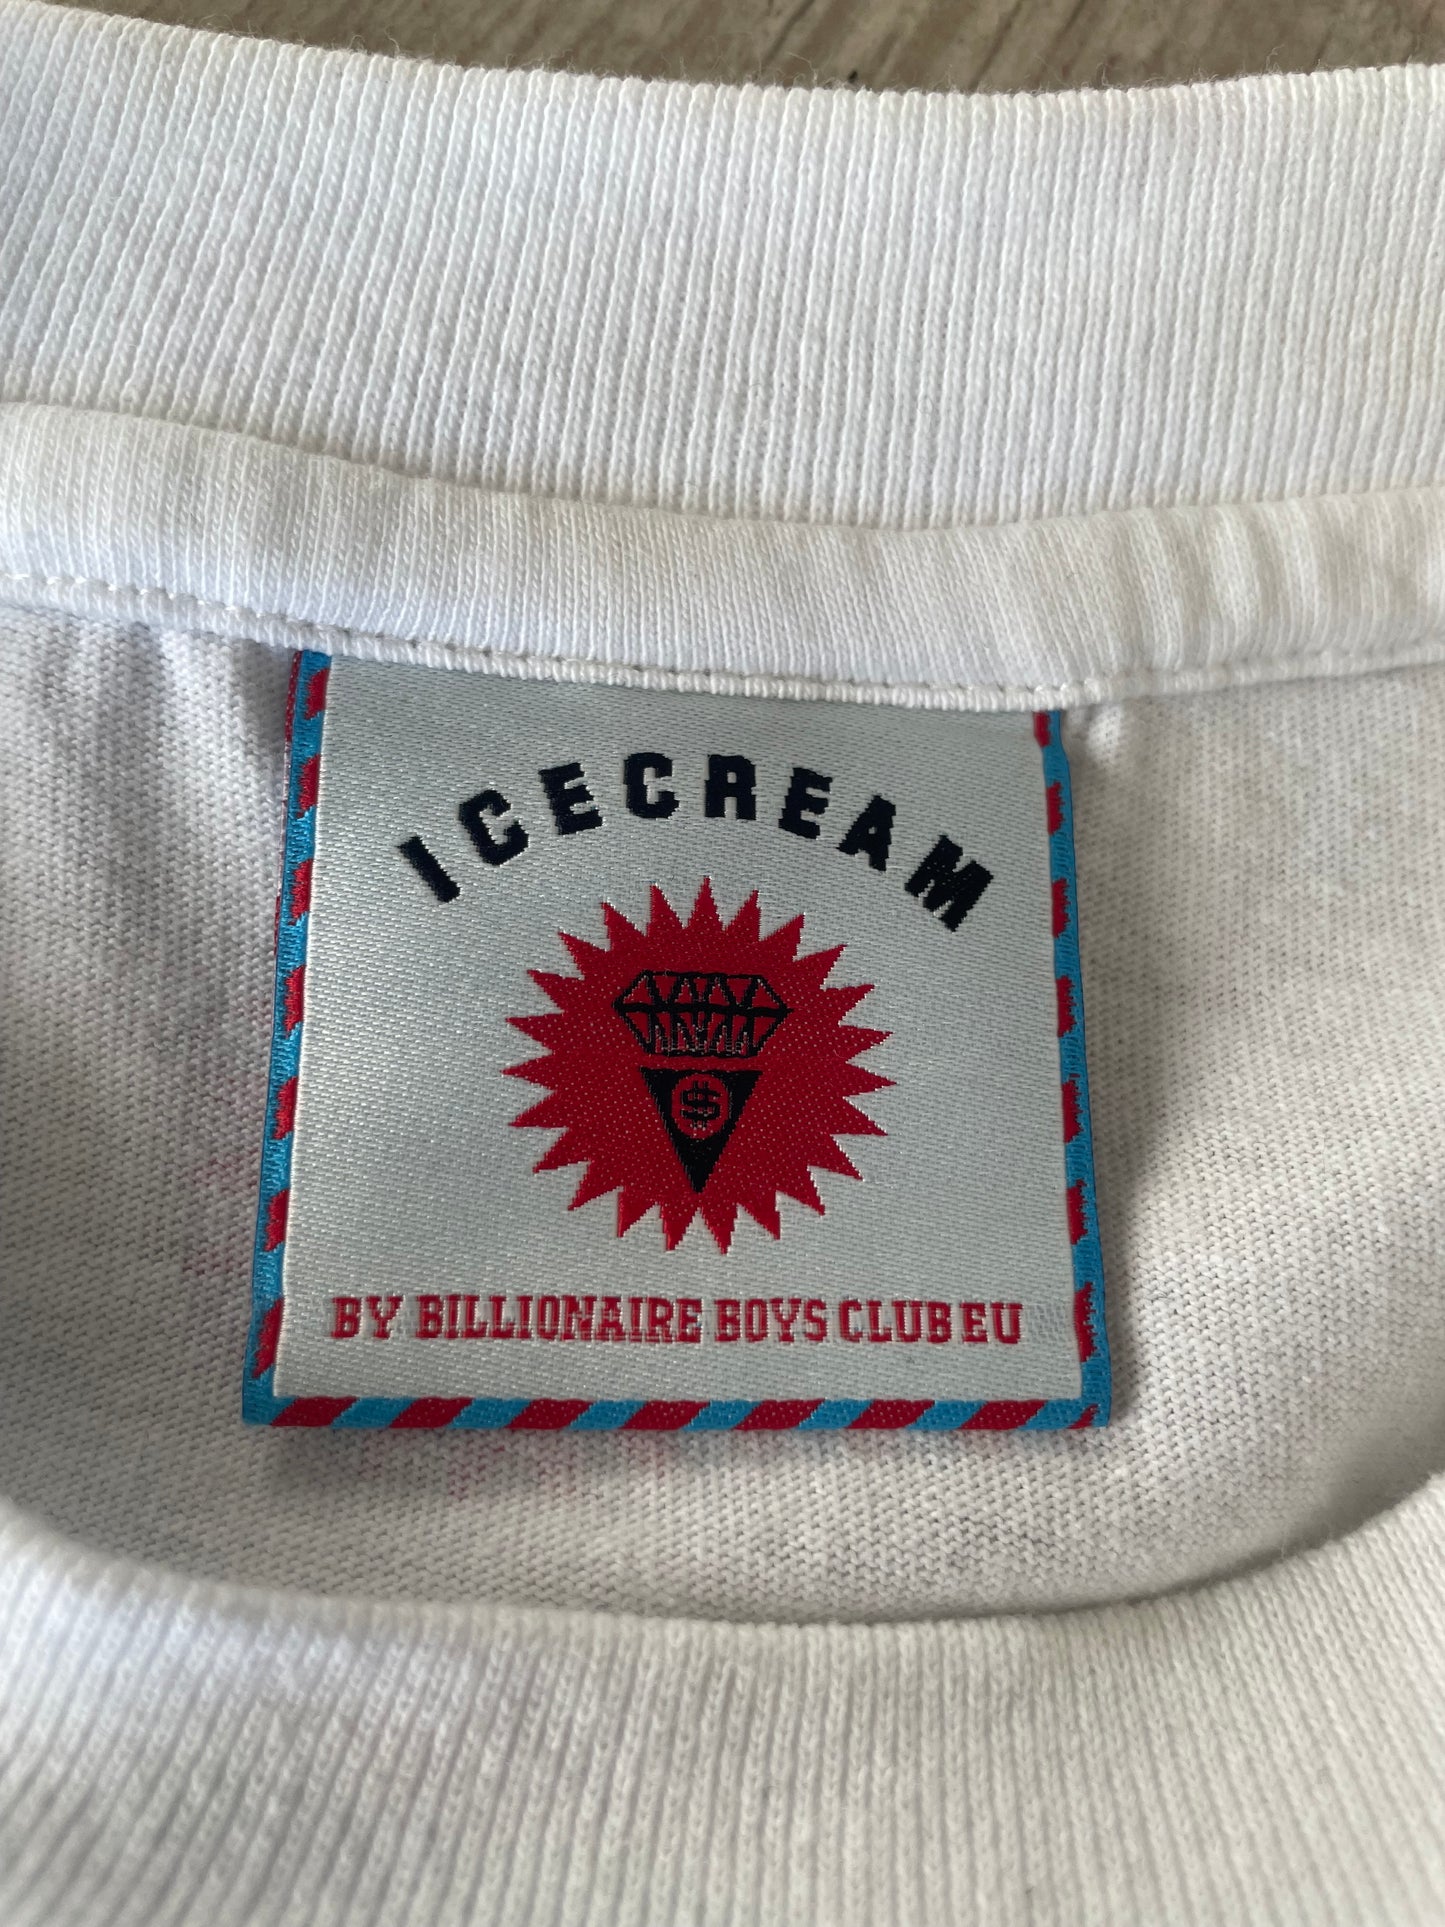 ICECREAM
$
BY BILLIONAIRE BOYS CLUB EU